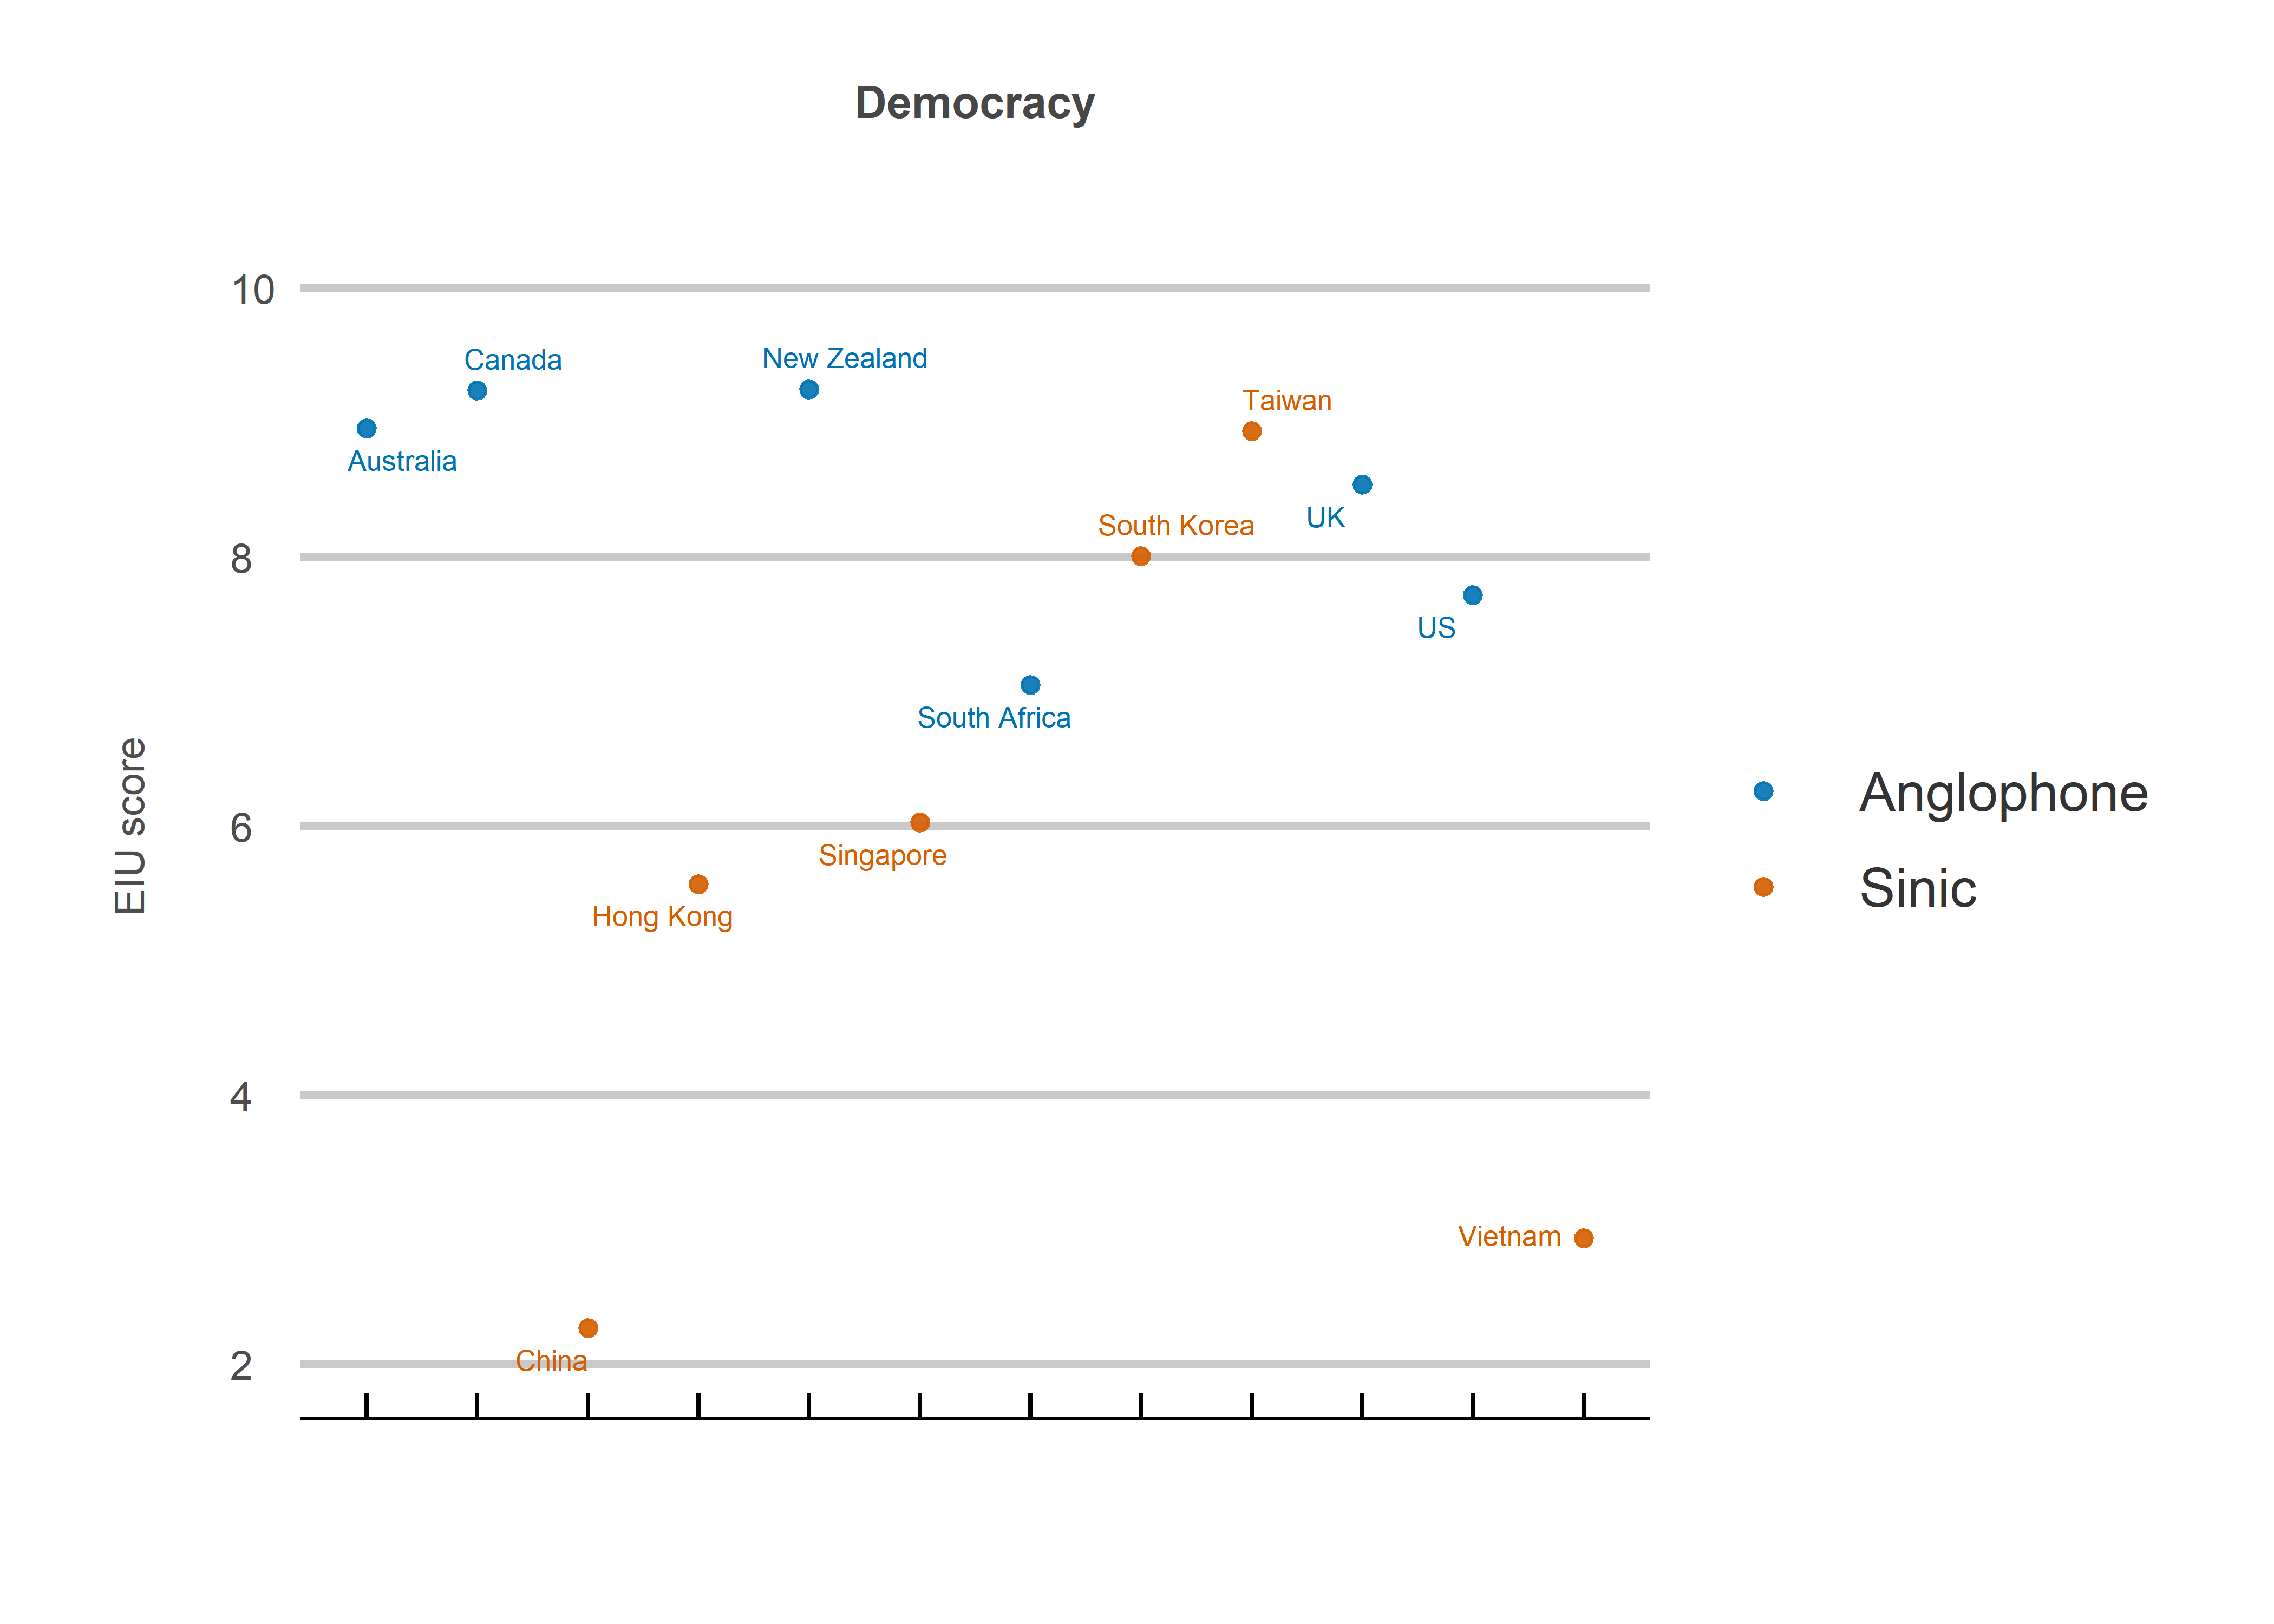 Democracy
10
Canada
New Zealand
Taiwan
Australia
UK
South Korea
8
US
South Africa
EIU score
6
Singapore
Hong Kong
4
Vietnam
China
2
Anglophone
Sinic